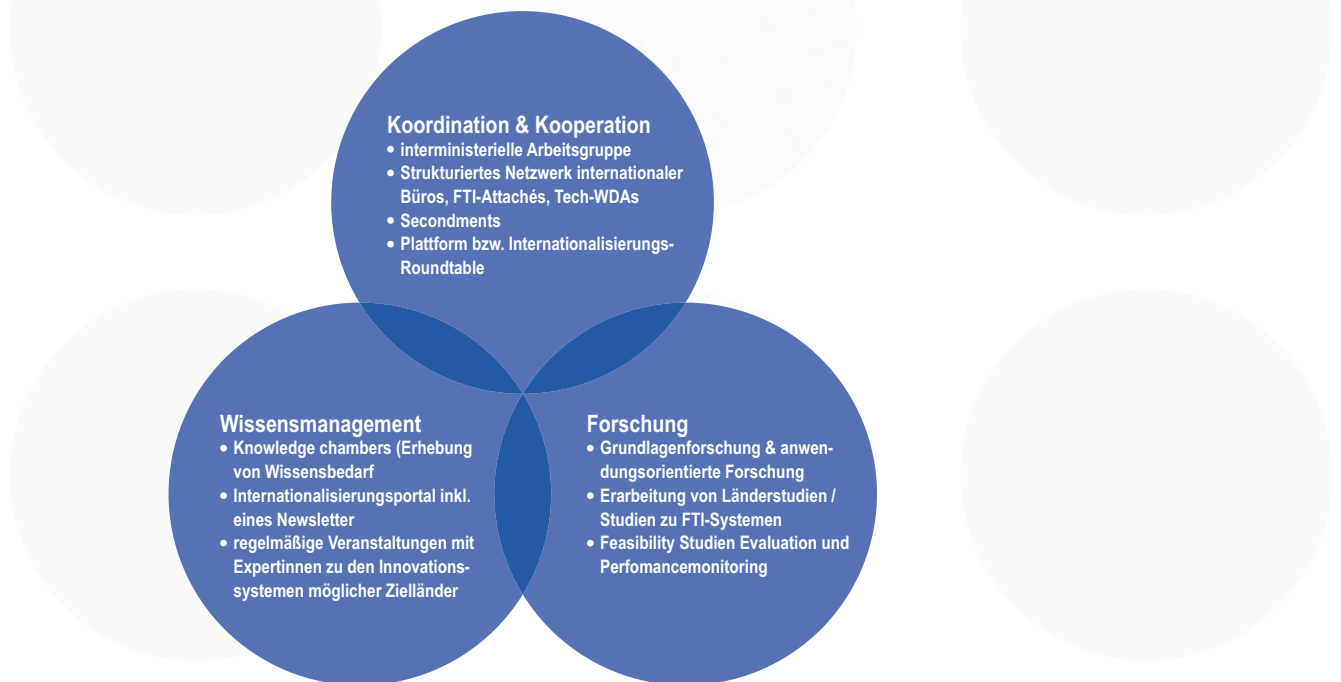 Koordination & Kooperation
• interministerielle Arbeitsgruppe
• Strukturiertes Netzwerk internationaler
Büros, FTI-Attachés, Tech-WDAs
• Secondments
• Plattform bzw. Internationalisierungs-
Roundtable
Wissensmanagement
• Knowledge chambers (Erhebung
von Wissensbedarf
• Internationalisierungsportal inkl.
eines Newsletter
• regelmäßige Veranstaltungen mit
Expertinnen zu den Innovations-
systemen möglicher Zielländer
Forschung
• Grundlagenforschung & anwen-
dungsorientierte Forschung
• Erarbeitung von Länderstudien /
Studien zu FTI-Systemen
• Feasibility Studien Evaluation und
Perfomancemonitoring